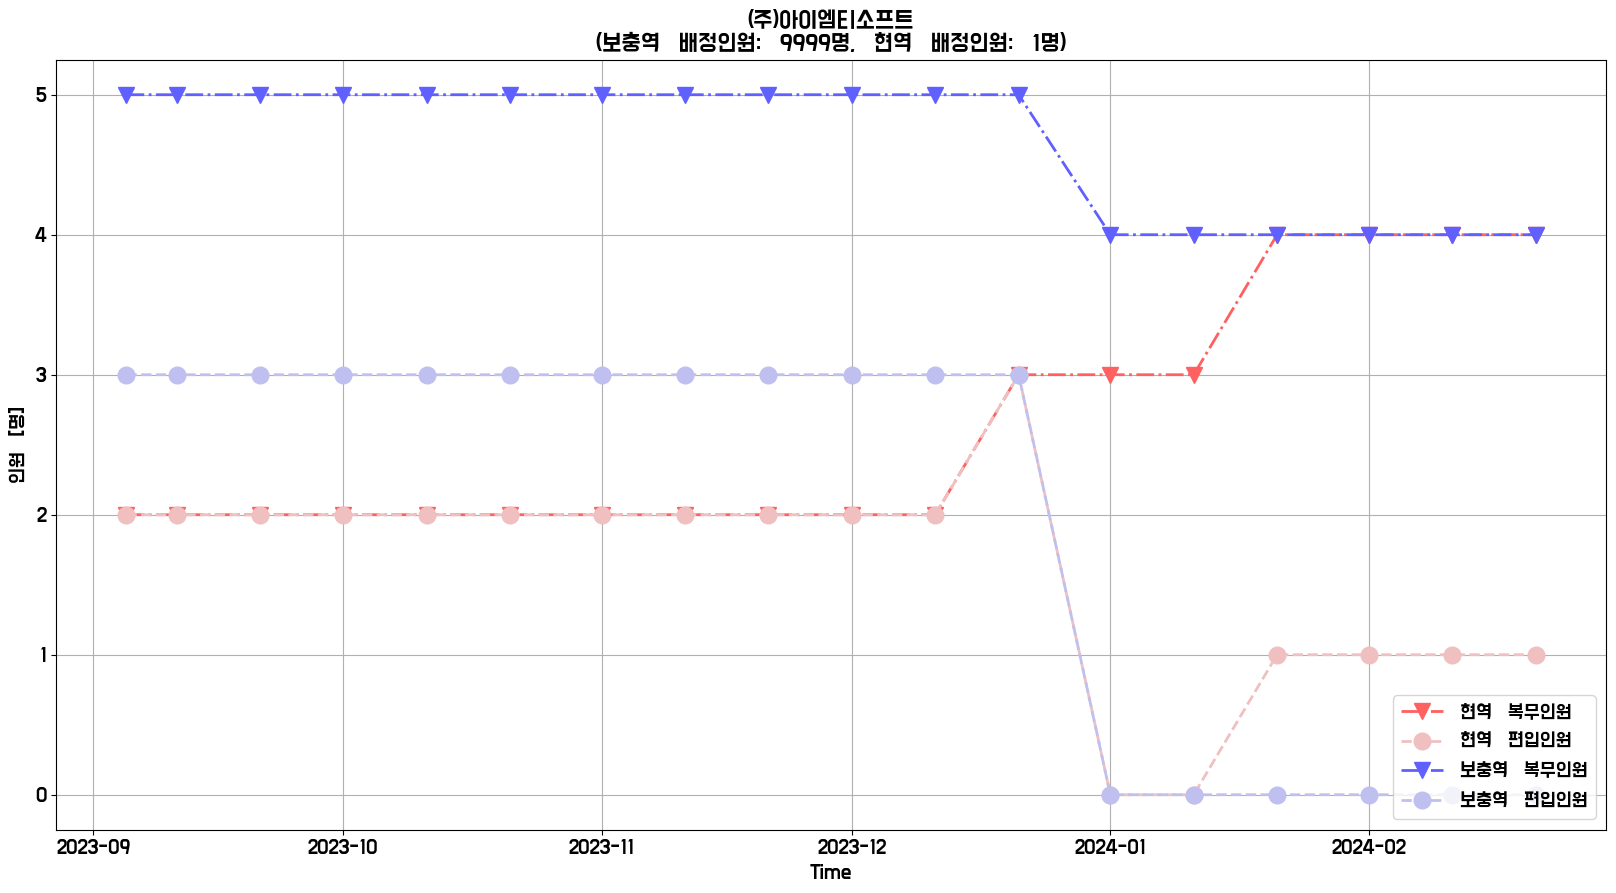 (주)아이엠티소프트
(보충역 배정인원: 9999명, 현역 배정인원: 1명)
5
4
3
2
1
0
인원 [명]
2023-09
2023-10
2023-11
2023-12
2024-01
2024-02
Time
현역 복무인원
현역 편입인원
보충역 복무인원
보충역 편입인원